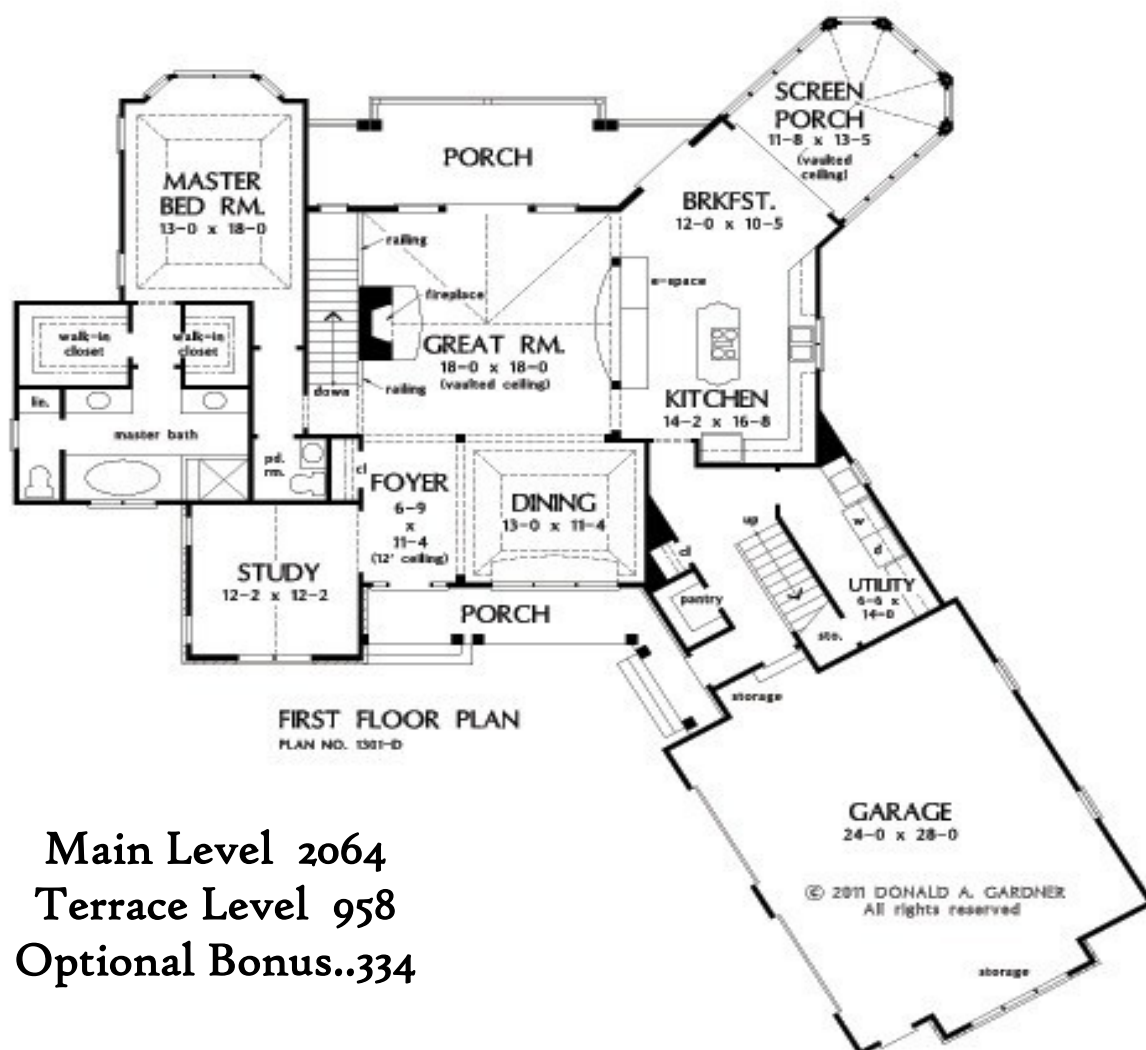 SCREEN
PORCH
11-8 x 13-5
(vaulted
ceiling)
PORCH
MASTER
BED RM.
13-0 x 18-0
BRKFST.
12-0 x 10-5
railing
e-space
fireplace
walk-in
closet
walk-in
closet
GREAT RM.
18-0 x 18-0
(vaulted ceiling)
down
railing
KITCHEN
14-2 x 16-8
lin.
master bath
pd.
rm.
cl
FOYER
6-9
x
11-4
(12' ceiling)
DINING
13-0 x 11-4
up
w
d
cl
STUDY
12-2 x 12-2
pantry
UTILITY
6-6 x
14-0
PORCH
sto.
storage
FIRST FLOOR PLAN
PLAN NO. 1301-D
GARAGE
24-0 x 28-0
© 2011 DONALD A. GARDNER
All rights reserved
storage
Main Level 2064
Terrace Level 958
Optional Bonus..334